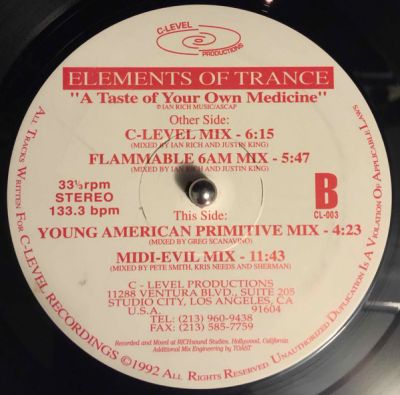 C-LEVEL
PRODUCTIONS
ELEMENTS OF TRANCE
"A Taste of Your Own Medicine"
℗ IAN RICH MUSIC/ASCAP
Other Side:
C-LEVEL MIX - 6:15
(MIXED BY IAN RICH AND JUSTIN KING)
FLAMMABLE 6AM MIX - 5:47
(MIXED BY IAN RICH AND JUSTIN KING)
33⅓rpm
STEREO
133.3 bpm
B
CL-003
This Side:
YOUNG AMERICAN PRIMITIVE MIX - 4:23
(MIXED BY GREG SCANAVINO)
MIDI-EVIL MIX - 11:43
(MIXED BY PETE SMITH, KRIS NEEDS AND SHERMAN)
C - LEVEL PRODUCTIONS
11288 VENTURA BLVD., SUITE 205
STUDIO CITY, LOS ANGELES, CA
U.S.A. 91604
TEL: (213) 960-9438
FAX: (213) 585-7759
Recorded and Mixed at RICHsound Studios, Hollywood, California.
Additional Mix Engineering by TOAST
ALL TRACKS WRITTEN FOR C-LEVEL RECORDINGS ©1992 ALL RIGHTS RESERVED UNAUTHORIZED DUPLICATION IS A VIOLATION OF APPLICABLE LAWS